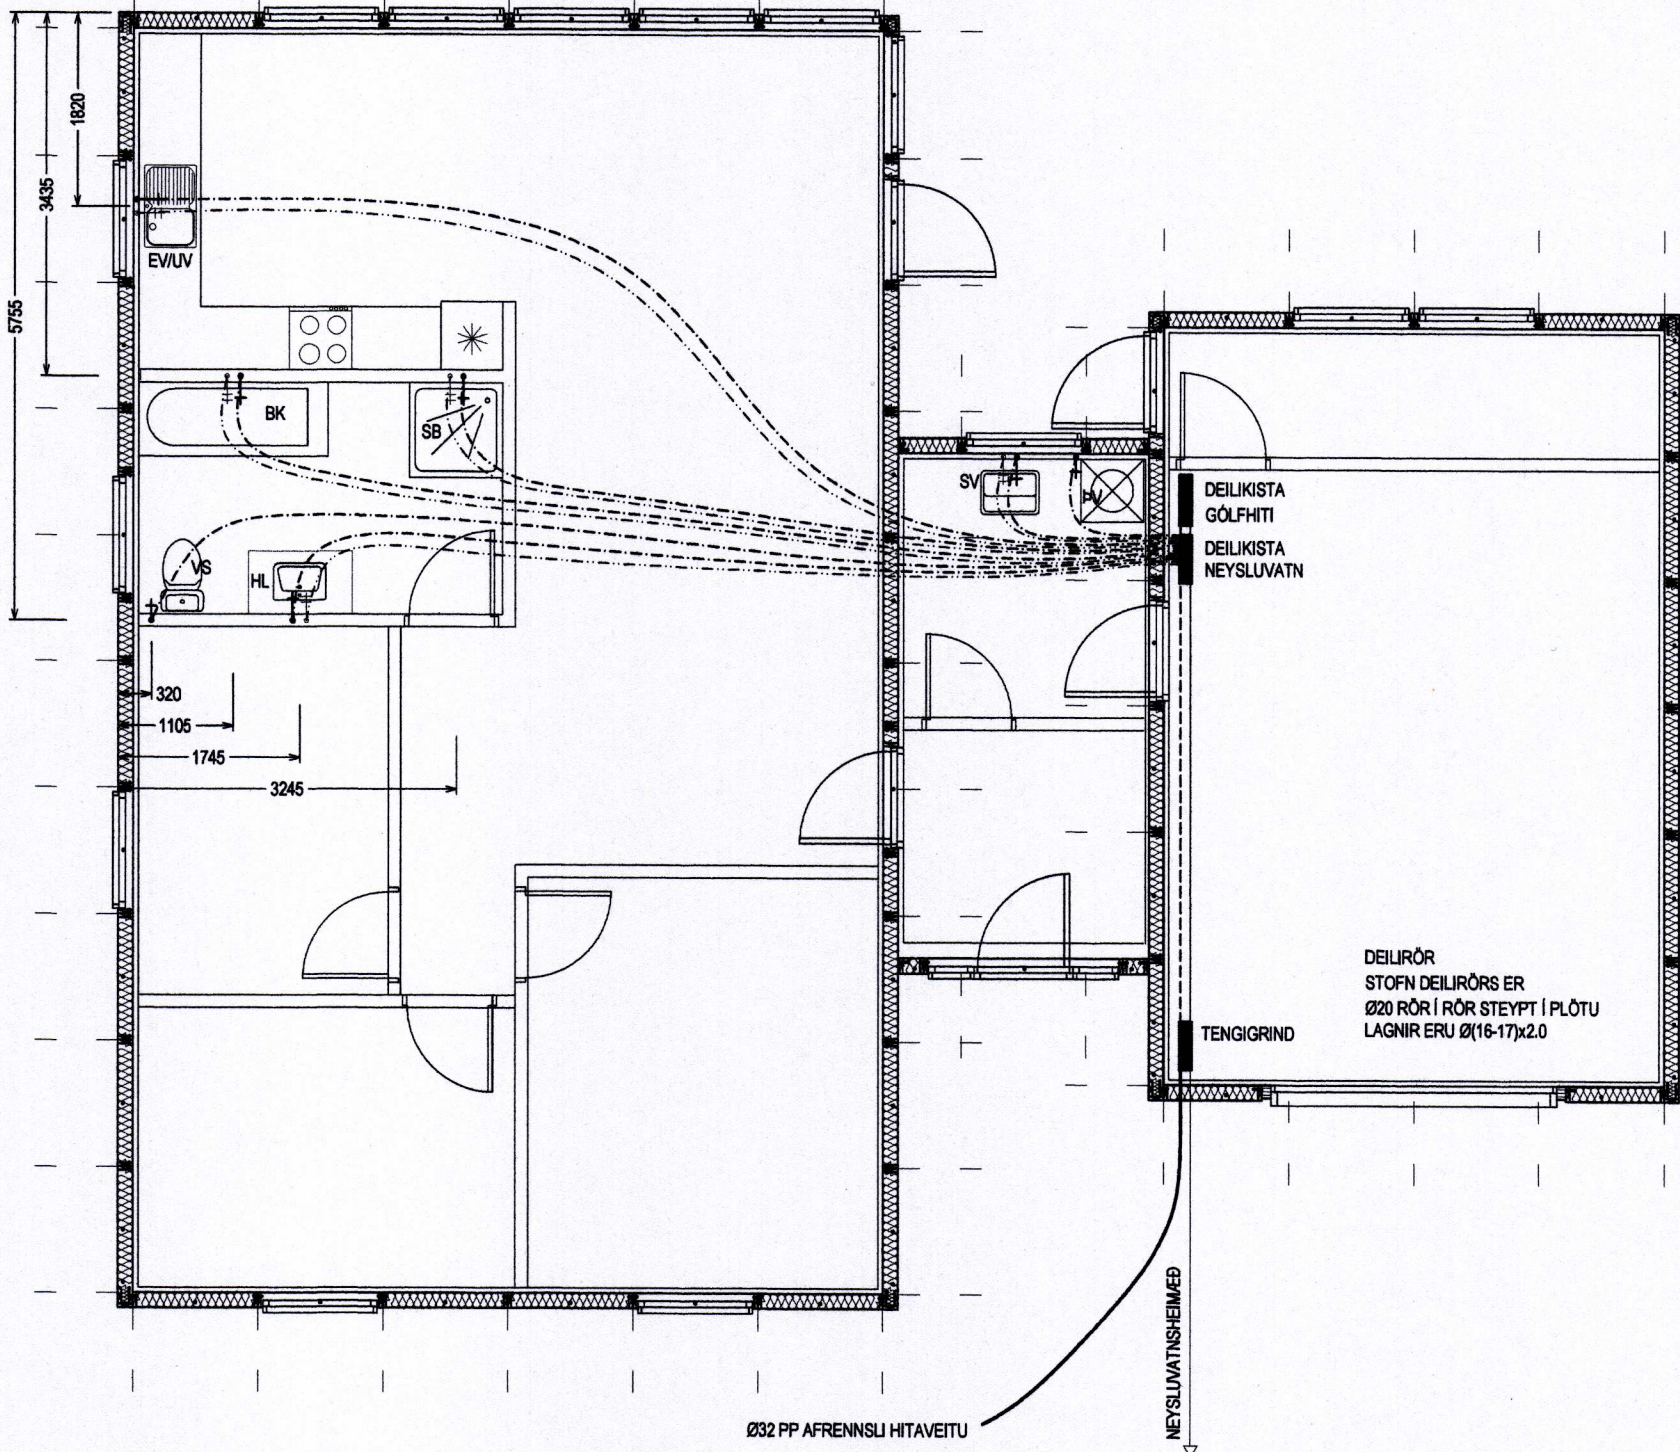 1820
3435
5755
EV/UV
BK
SB
SV
ÞV
VS
HL
DEILIKISTA
GÓLFHITI
DEILIKISTA
NEYSLUVATN
320
1105
1745
3245
DEILIRÖR
STOFN DEILIRÖRS ER
Ø20 RÖR Í RÖR STEYPT Í PLÖTU
LAGNIR ERU Ø(16-17)x2.0
TENGIGRIND
NEYSLUVATNSHEIMÆÐ
Ø32 PP AFRENNSLI HITAVEITU